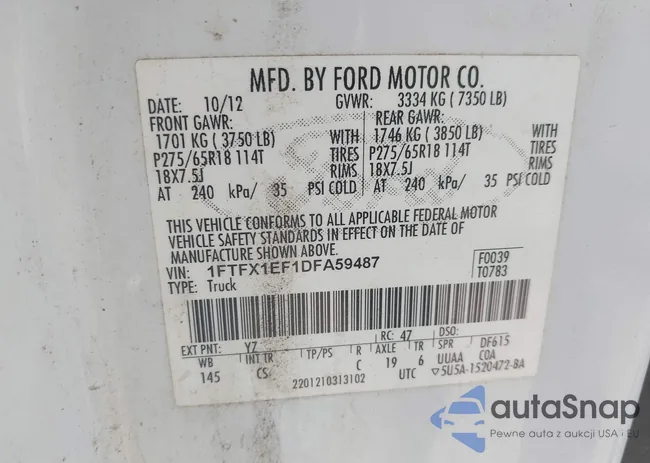 MFD. BY FORD MOTOR CO.
DATE: 10/12 GVWR: 3334 KG ( 7350 LB)
FRONT GAWR: REAR GAWR:
1701 KG ( 3750 LB) WITH 1746 KG ( 3850 LB) WITH
P275/65R18 114T TIRES P275/65R18 114T TIRES
18X7.5J RIMS 18X7.5J RIMS
AT 240 kPa/ 35 PSI COLD AT 240 kPa/ 35 PSI COLD
THIS VEHICLE CONFORMS TO ALL APPLICABLE FEDERAL MOTOR
VEHICLE SAFETY STANDARDS IN EFFECT ON THE DATE OF
MANUFACTURE SHOWN ABOVE.
VIN: 1FTFX1EF1DFA59487 F0039
TYPE: Truck T0783
EXT PNT: YZ RC: 47 DSO:
WB INT TR TP/PS R AXLE TR SPR DF615
145 CS C 19 6 UUAA COA
2201210313102 UTC ▽5U5A-1520472-BA
Ford
autaSnap
Pewne auta z aukcji USA · EU